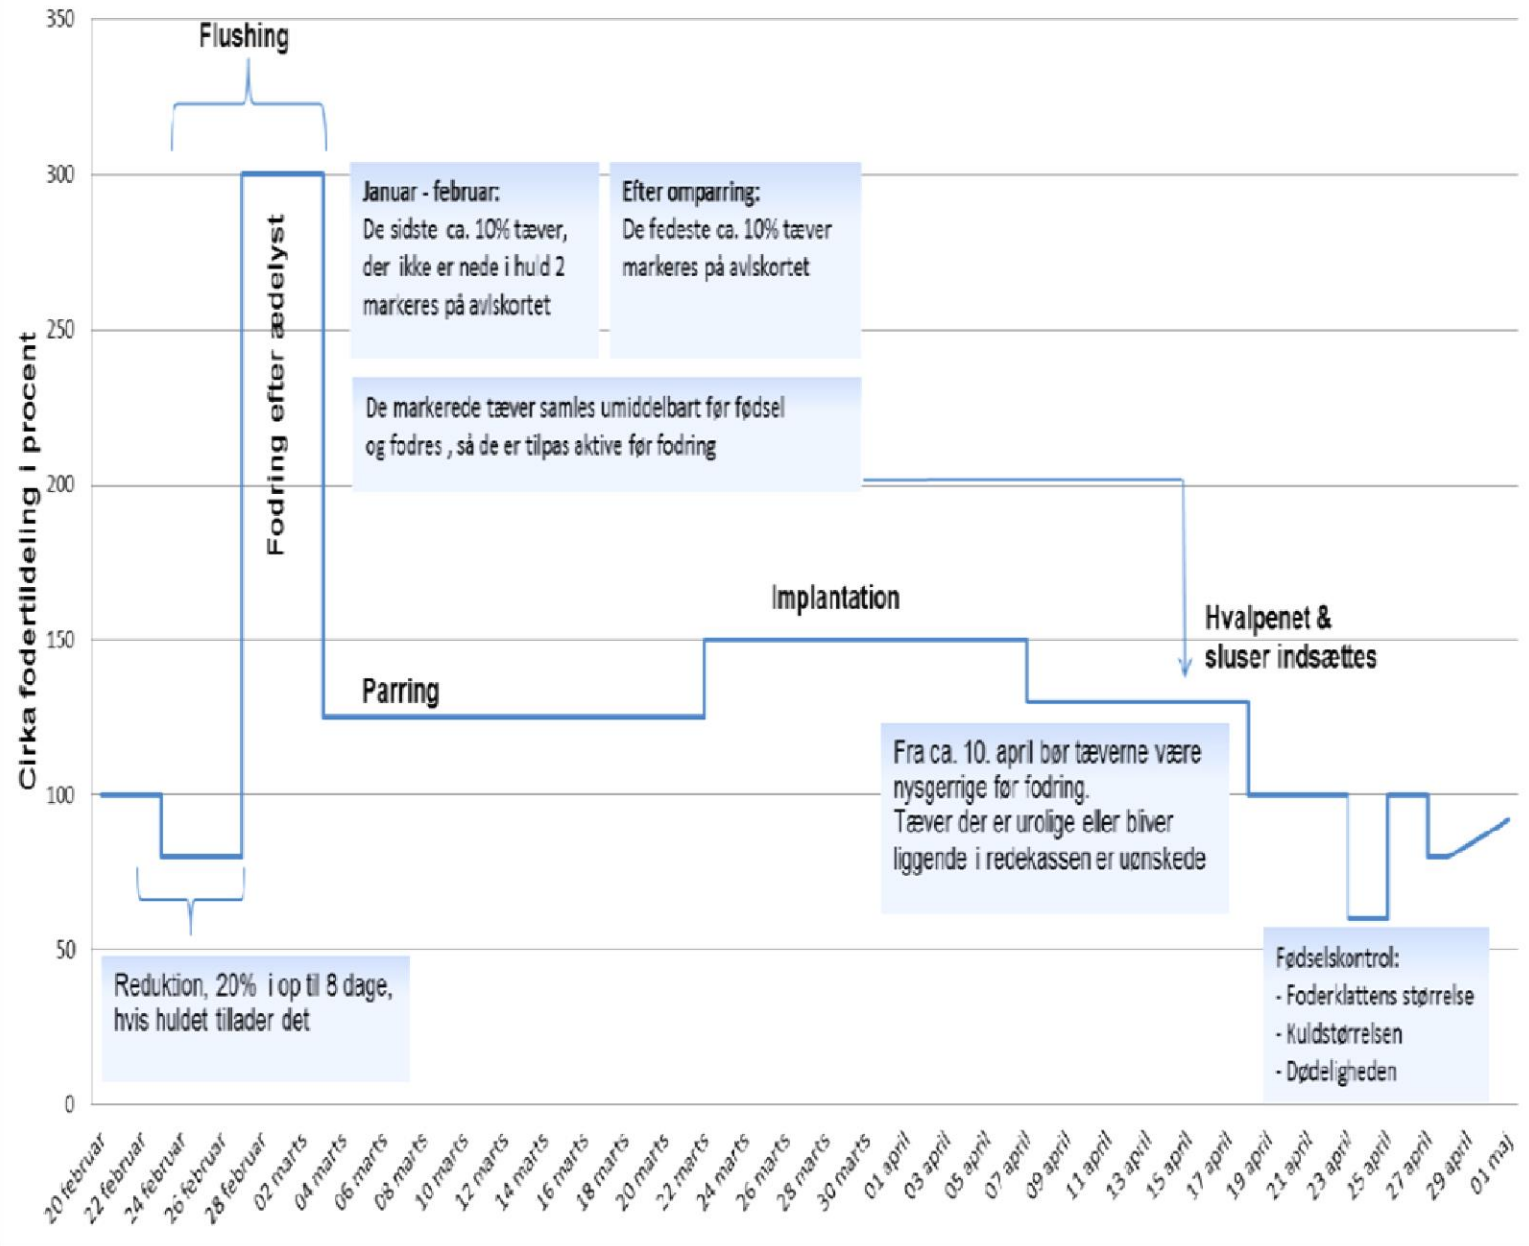 350
300
250
200
150
100
50
0
Cirka fodertildeling i procent
Flushing
Fodring efter ædelyst
Januar - februar:
De sidste ca. 10% tæver,
der ikke er nede i huld 2
markeres på avlskortet
Efter omparring:
De fedeste ca. 10% tæver
markeres på avlskortet
De markerede tæver samles umiddelbart før fødsel
og fodres , så de er tilpas aktive før fodring
Implantation
Parring
Hvalpenet &
sluser indsættes
Fra ca. 10. april bør tæverne være
nysgerrige før fodring.
Tæver der er urolige eller bliver
liggende i redekassen er uønskede
Reduktion, 20% i op til 8 dage,
hvis huldet tillader det
Fødselskontrol:
- Foderklattens størrelse
- Kuldstørrelsen
- Dødeligheden
20 februar
22 februar
24 februar
26 februar
28 februar
02 marts
04 marts
06 marts
08 marts
10 marts
12 marts
14 marts
16 marts
18 marts
20 marts
22 marts
24 marts
26 marts
28 marts
30 marts
01 april
03 april
05 april
07 april
09 april
11 april
13 april
15 april
17 april
19 april
21 april
23 april
15 april
27 april
29 april
01 maj